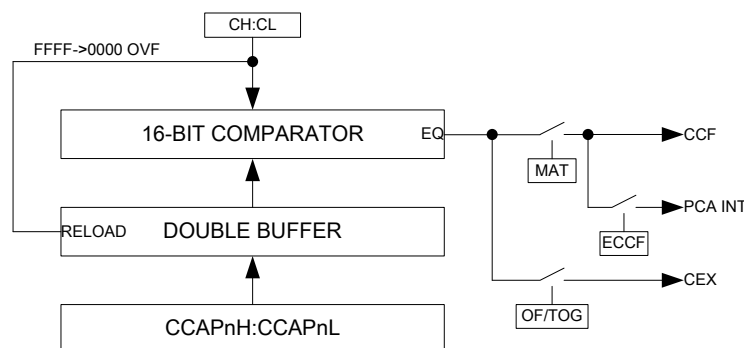 CH:CL
FFFF->0000 OVF
16-BIT COMPARATOR
EQ
CCF
MAT
RELOAD
DOUBLE BUFFER
PCA INT
ECCF
CEX
OF/TOG
CCAPnH:CCAPnL